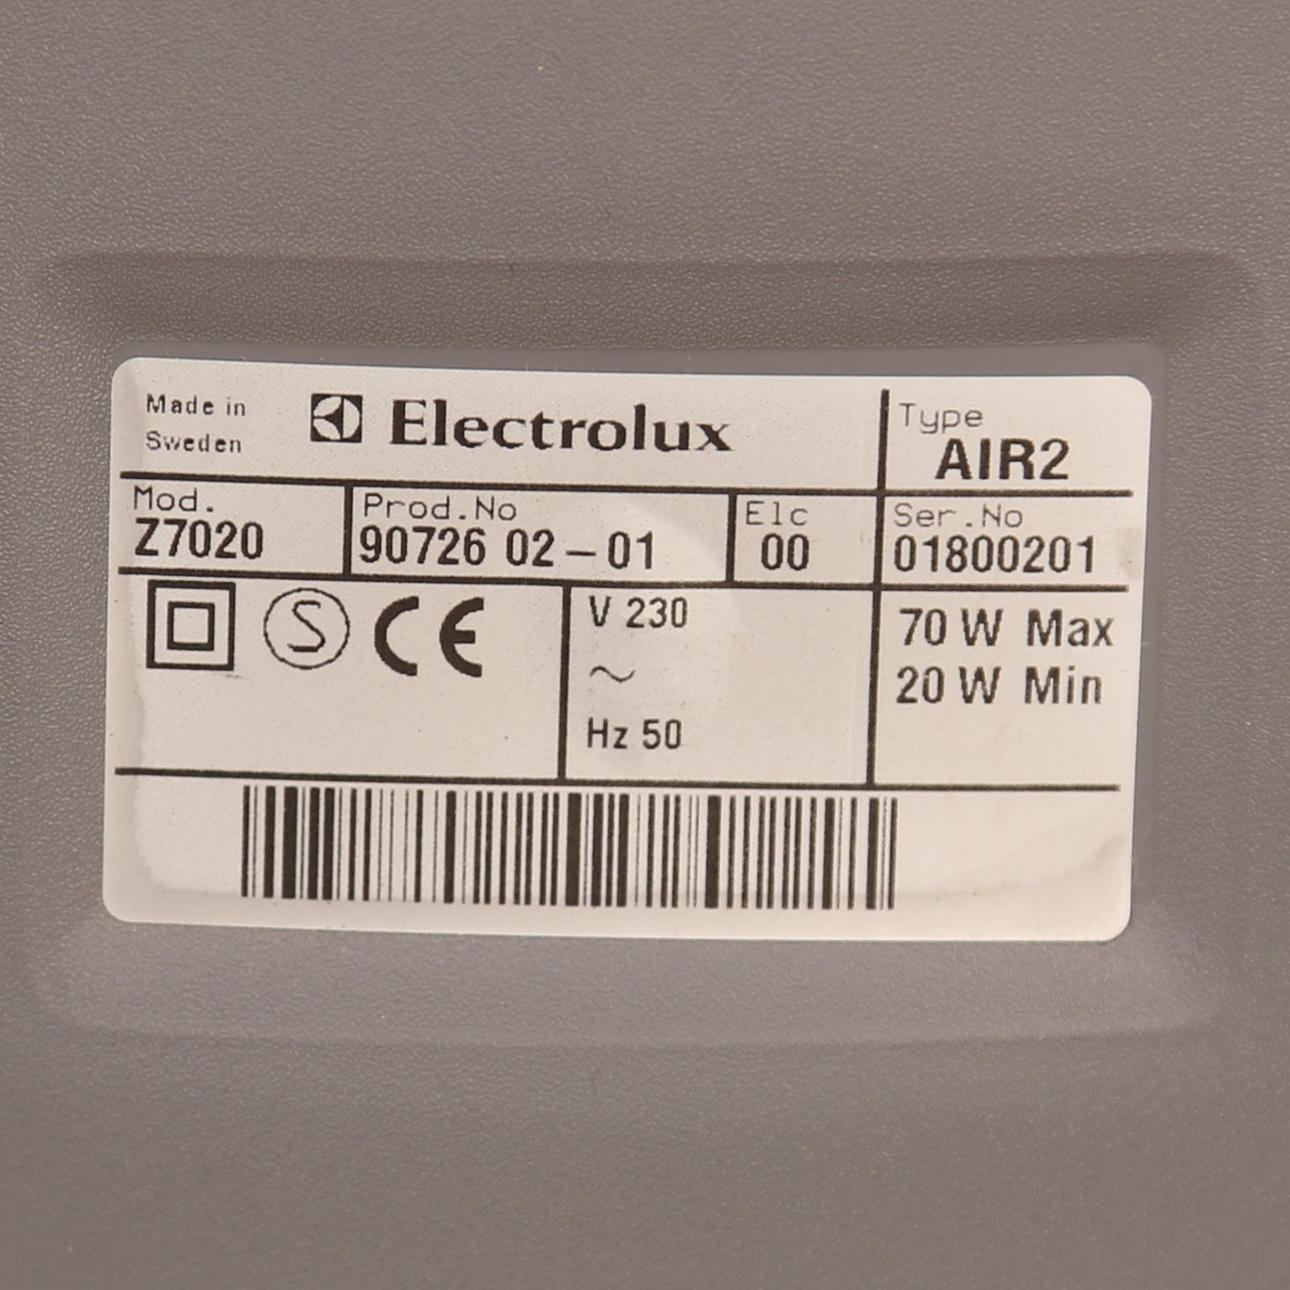 Made in
Sweden
Electrolux
Type
AIR2
Mod.
Z7020
Prod.No
90726 02-01
Elc
00
Ser.No
01800201
S CE
V 230
~
Hz 50
70 W Max
20 W Min